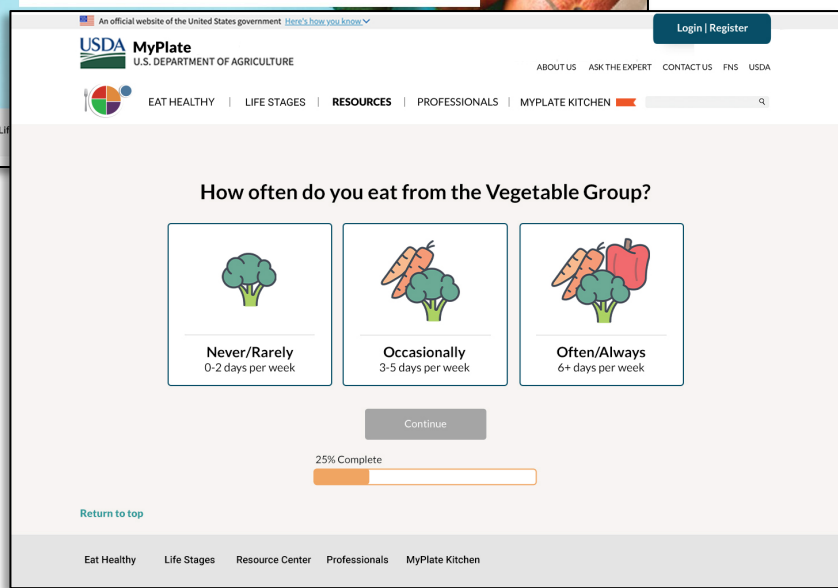 An official website of the United States government Here's how you know
Login | Register
USDA MyPlate
U.S. DEPARTMENT OF AGRICULTURE
ABOUT US ASK THE EXPERT CONTACT US FNS USDA
EAT HEALTHY | LIFE STAGES | RESOURCES | PROFESSIONALS | MYPLATE KITCHEN
How often do you eat from the Vegetable Group?
Never/Rarely
0-2 days per week
Occasionally
3-5 days per week
Often/Always
6+ days per week
Continue
25% Complete
Return to top
Eat Healthy Life Stages Resource Center Professionals MyPlate Kitchen